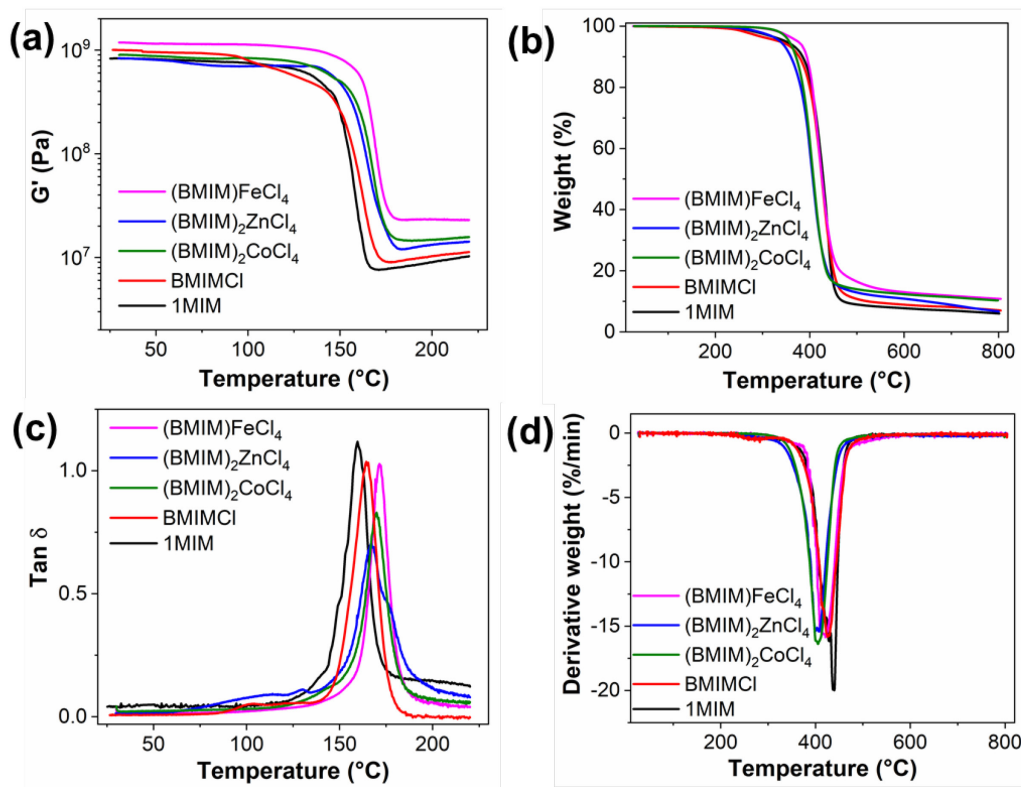 (a)
G' (Pa)
10⁹
10⁸
10⁷
(BMIM)FeCl₄
(BMIM)₂ZnCl₄
(BMIM)₂CoCl₄
BMIMCl
1MIM
50 100 150 200
Temperature (°C)
(b)
Weight (%)
100
80
60
40
20
0
(BMIM)FeCl₄
(BMIM)₂ZnCl₄
(BMIM)₂CoCl₄
BMIMCl
1MIM
200 400 600 800
Temperature (°C)
(c)
Tan δ
1.0
0.5
0.0
(BMIM)FeCl₄
(BMIM)₂ZnCl₄
(BMIM)₂CoCl₄
BMIMCl
1MIM
50 100 150 200
Temperature (°C)
(d)
Derivative weight (%/min)
0
-5
-10
-15
-20
(BMIM)FeCl₄
(BMIM)₂ZnCl₄
(BMIM)₂CoCl₄
BMIMCl
1MIM
200 400 600 800
Temperature (°C)